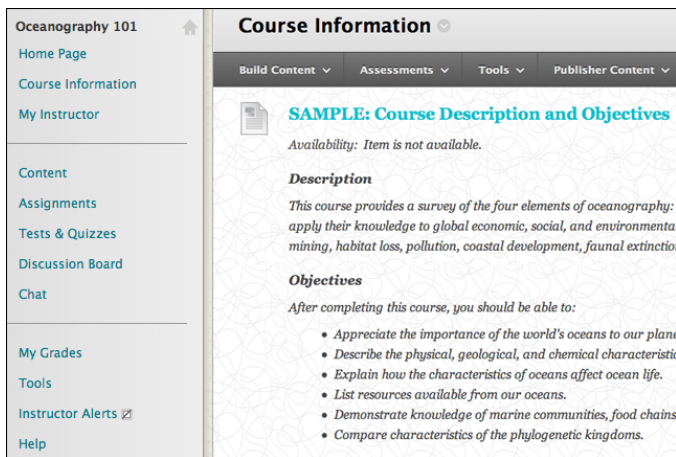 Oceanography 101
Home Page
Course Information
My Instructor
Content
Assignments
Tests & Quizzes
Discussion Board
Chat
My Grades
Tools
Instructor Alerts
Help
Course Information
Build Content Assessments Tools Publisher Content
SAMPLE: Course Description and Objectives
Availability: Item is not available.
Description
This course provides a survey of the four elements of oceanography:
apply their knowledge to global economic, social, and environmenta
mining, habitat loss, pollution, coastal development, faunal extinctio
Objectives
After completing this course, you should be able to:
• Appreciate the importance of the world's oceans to our plane
• Describe the physical, geological, and chemical characteristi
• Explain how the characteristics of oceans affect ocean life.
• List resources available from our oceans.
• Demonstrate knowledge of marine communities, food chains
• Compare characteristics of the phylogenetic kingdoms.